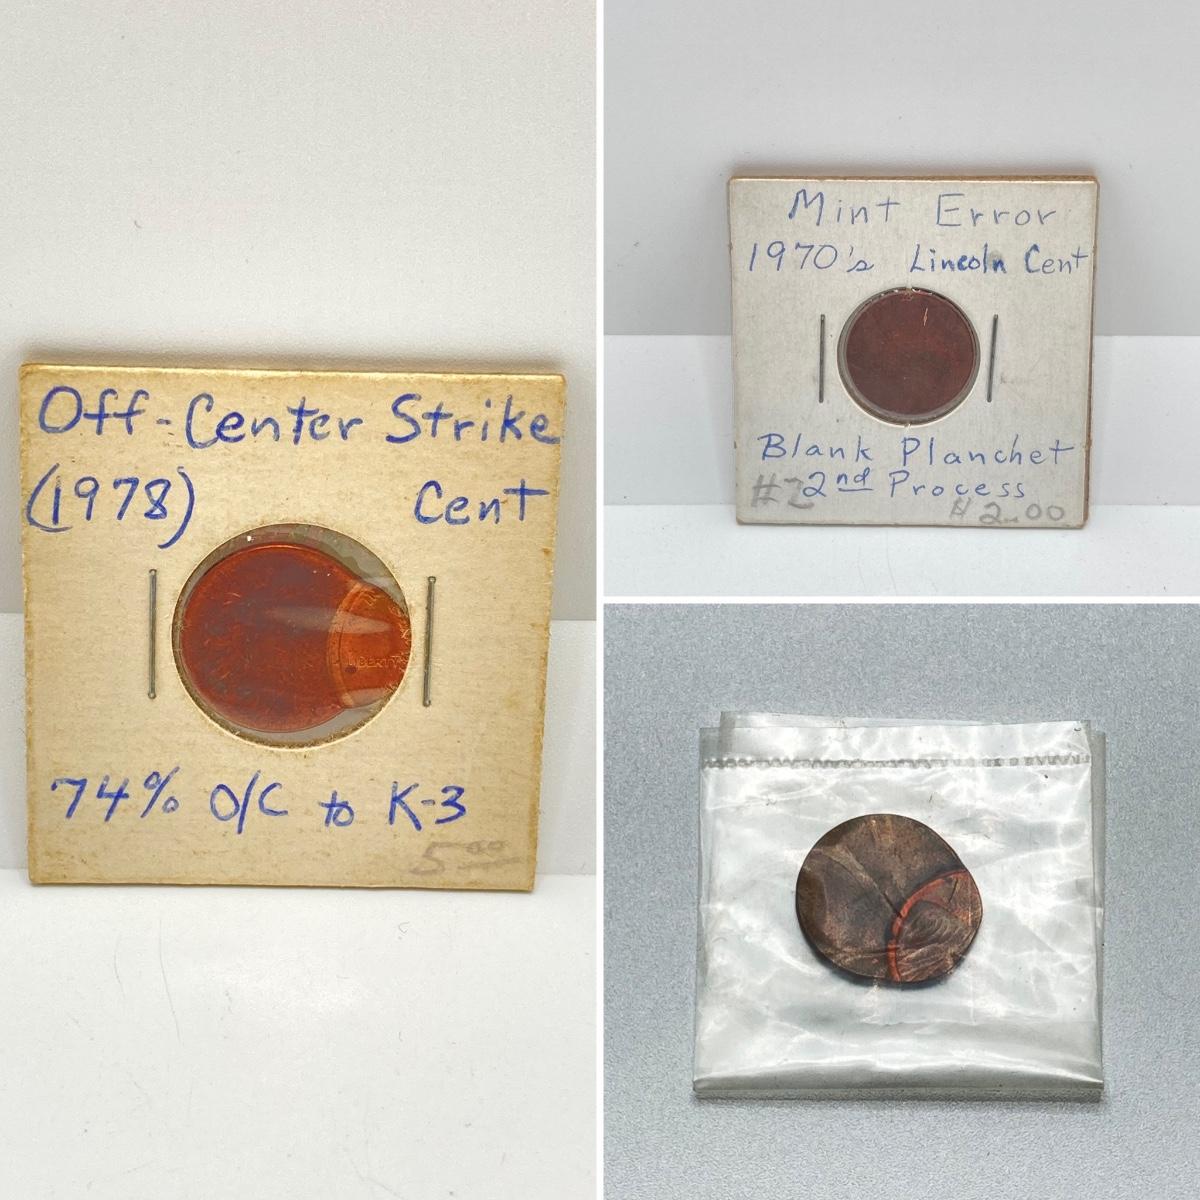 Off-Center Strike
(1978) Cent
LIBERTY
74% O/C to K-3
5.00
Mint Error
1970's Lincoln Cent
Blank Planchet
#2 2nd Process
$2.00